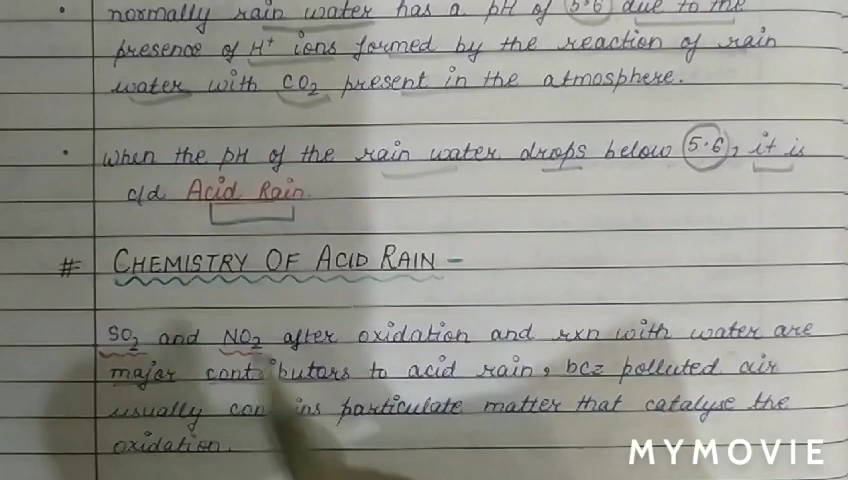 normally rain water has a pH of 5.6 due to the
presence of H+ ions formed by the reaction of rain
water with CO2 present in the atmosphere.
• when the pH of the rain water drops below 5.6, it is
c/d Acid Rain.
# CHEMISTRY OF ACID RAIN -
SO2 and NO2 after oxidation and rxn with water are
major contributors to acid rain, bcz polluted air
usually con ins particulate matter that catalyse the
oxidation.
MYMOVIE